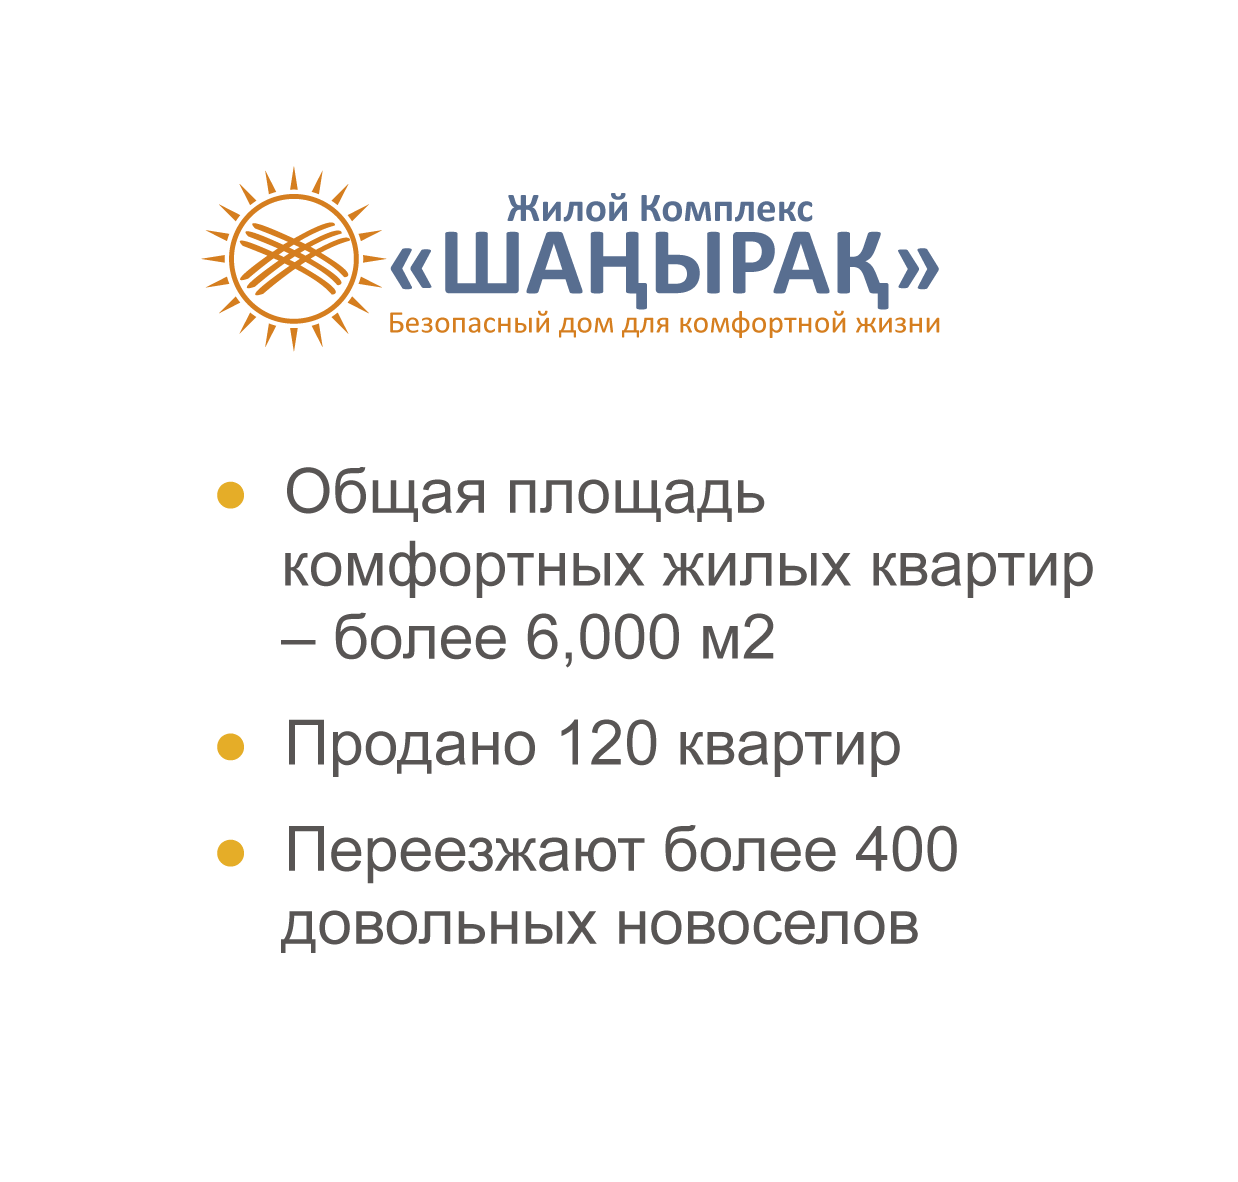 Жилой Комплекс
«ШАҢЫРАҚ»
Безопасный дом для комфортной жизни
● Общая площадь
комфортных жилых квартир
– более 6,000 м2
● Продано 120 квартир
● Переезжают более 400
довольных новоселов